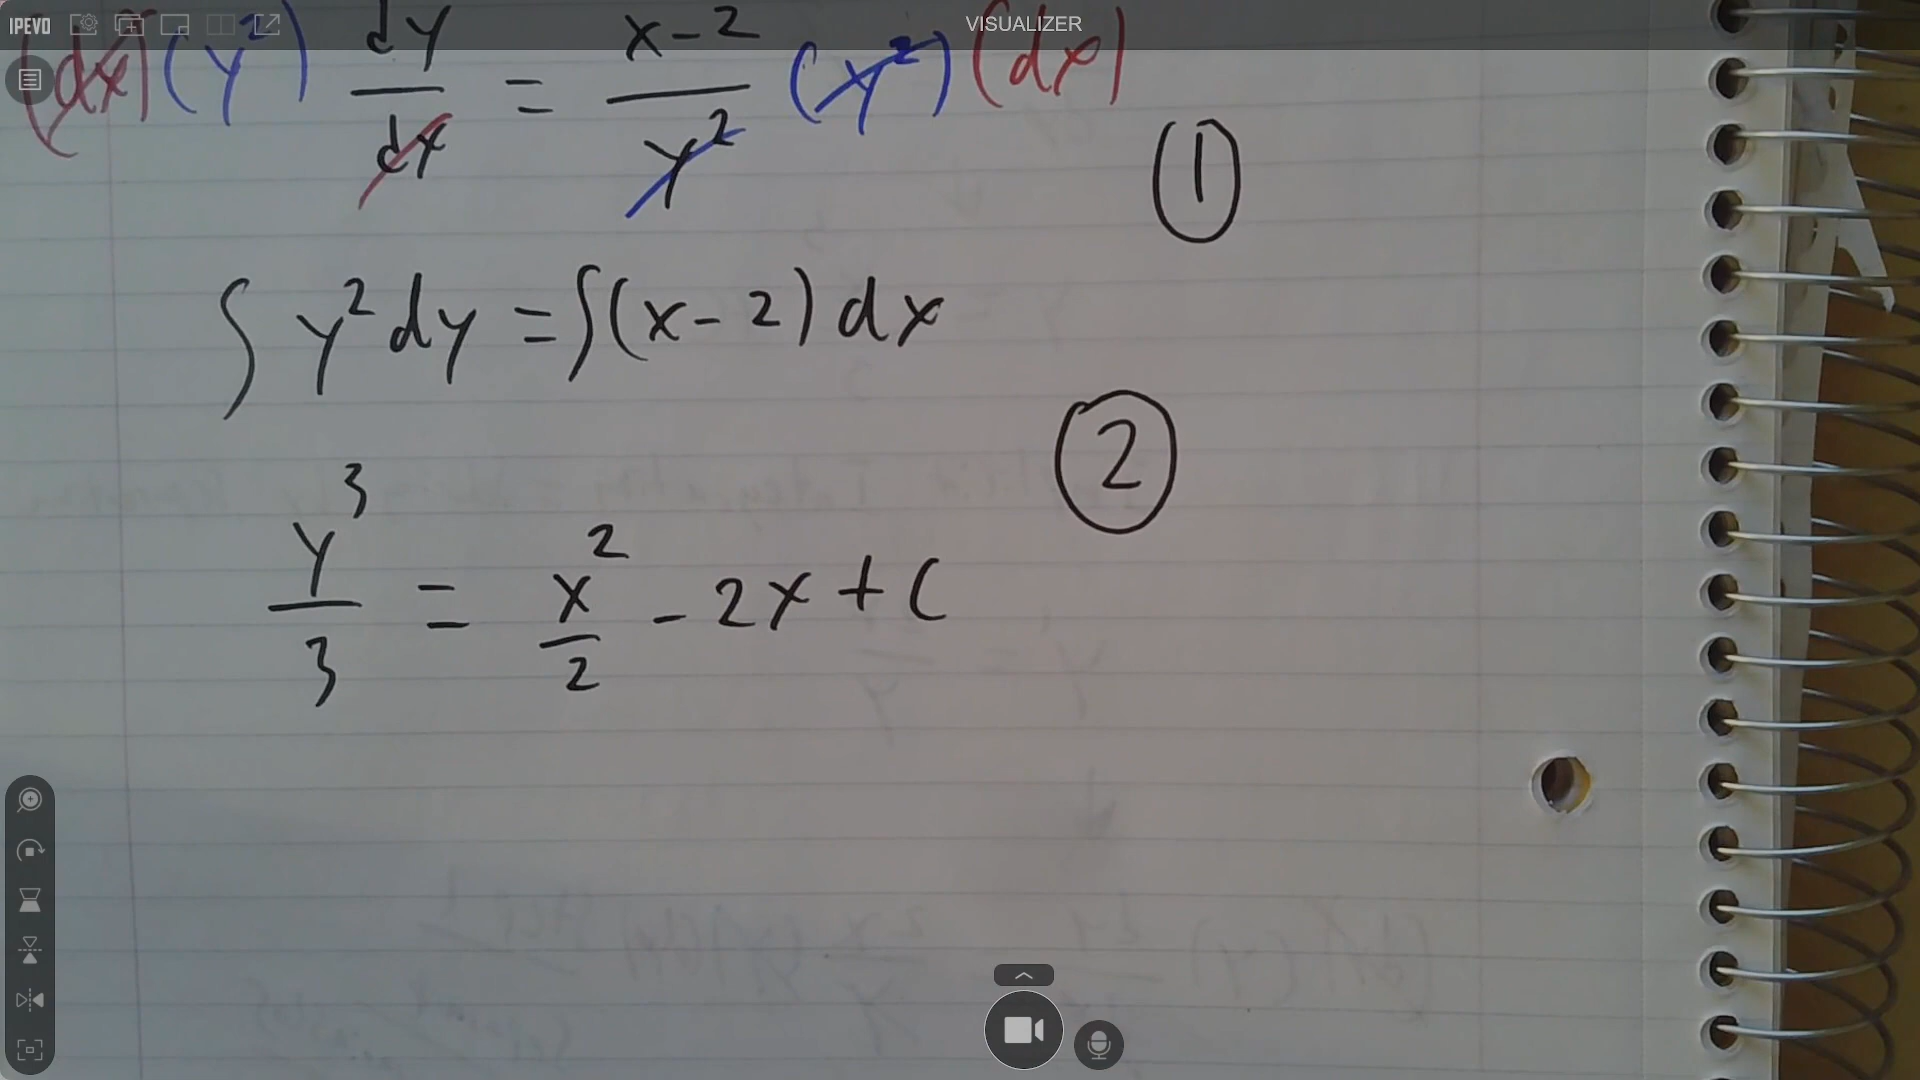 IPEVO VISUALIZER
(dx)(y²) dy/dx = x-2/y² (y²)(dx)
①
∫ y² dy = ∫(x-2) dx
②
y³/3 = x²/2 - 2x + C